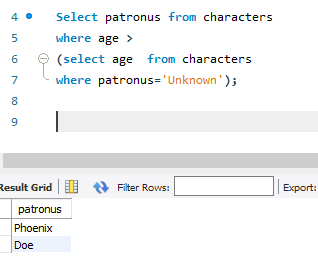 4 Select patronus from characters
5 where age >
6 (select age  from characters
7 where patronus='Unknown');
8
9
Result Grid Filter Rows: Export:
patronus
Phoenix
Doe